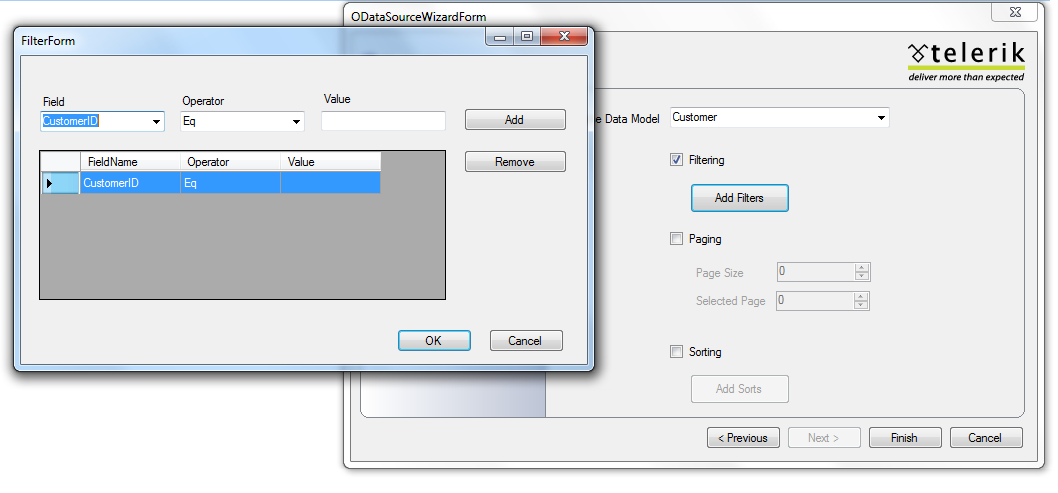 ODataSourceWizardForm
telerik
deliver more than expected
e Data Model Customer
Filtering
Add Filters
Paging
Page Size 0
Selected Page 0
Sorting
Add Sorts
< Previous Next > Finish Cancel
FilterForm
Field Operator Value
CustomerID Eq Add
FieldName Operator Value Remove
CustomerID Eq
OK Cancel